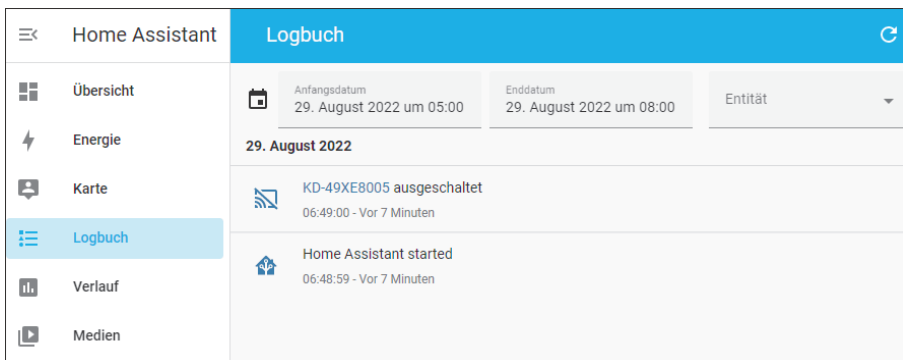 Home Assistant
Logbuch
Übersicht
Energie
Karte
Logbuch
Verlauf
Medien
Anfangsdatum
29. August 2022 um 05:00
Enddatum
29. August 2022 um 08:00
Entität
29. August 2022
KD-49XE8005 ausgeschaltet
06:49:00 - Vor 7 Minuten
Home Assistant started
06:48:59 - Vor 7 Minuten